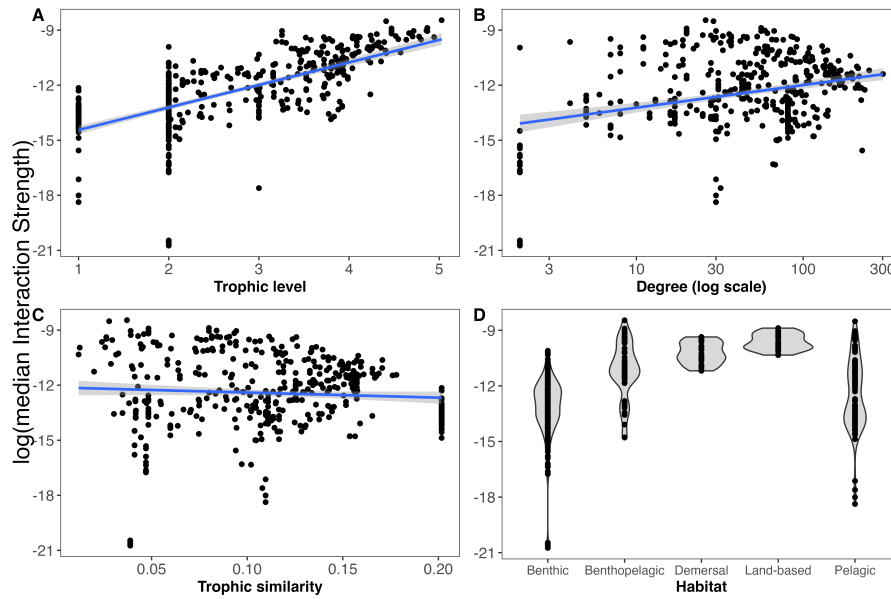 A
B
-9
-12
-15
-18
-21
1
2
3
4
5
Trophic level
-9
-12
-15
-18
-21
3
10
30
100
300
Degree (log scale)
log(median Interaction Strength)
C
D
-9
-12
-15
-18
-21
0.05
0.10
0.15
0.20
Trophic similarity
-9
-12
-15
-18
-21
Benthic
Benthopelagic
Demersal
Land-based
Pelagic
Habitat